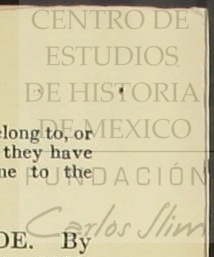 CENTRO DE
ESTUDIOS
DE HISTORIA
DE MEXICO
elong to, or
they have
me to the
FUNDACIÓN
Carlos Slim
DE. By